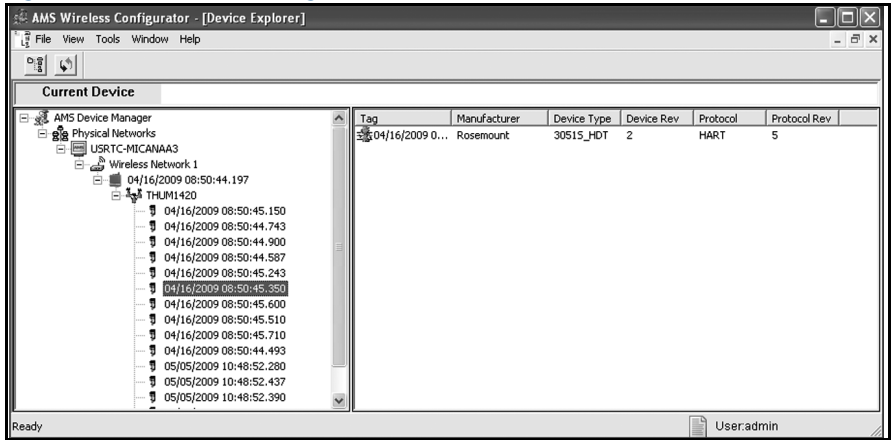 AMS Wireless Configurator - [Device Explorer]
File View Tools Window Help
Current Device
AMS Device Manager
Physical Networks
USRTC-MICANAA3
Wireless Network 1
04/16/2009 08:50:44.197
THUM1420
04/16/2009 08:50:45.150
04/16/2009 08:50:44.743
04/16/2009 08:50:44.900
04/16/2009 08:50:44.587
04/16/2009 08:50:45.243
04/16/2009 08:50:45.350
04/16/2009 08:50:45.600
04/16/2009 08:50:45.510
04/16/2009 08:50:45.710
04/16/2009 08:50:44.493
05/05/2009 10:48:52.280
05/05/2009 10:48:52.437
05/05/2009 10:48:52.390
Tag Manufacturer Device Type Device Rev Protocol Protocol Rev
04/16/2009 0... Rosemount 3051S_HDT 2 HART 5
Ready User:admin